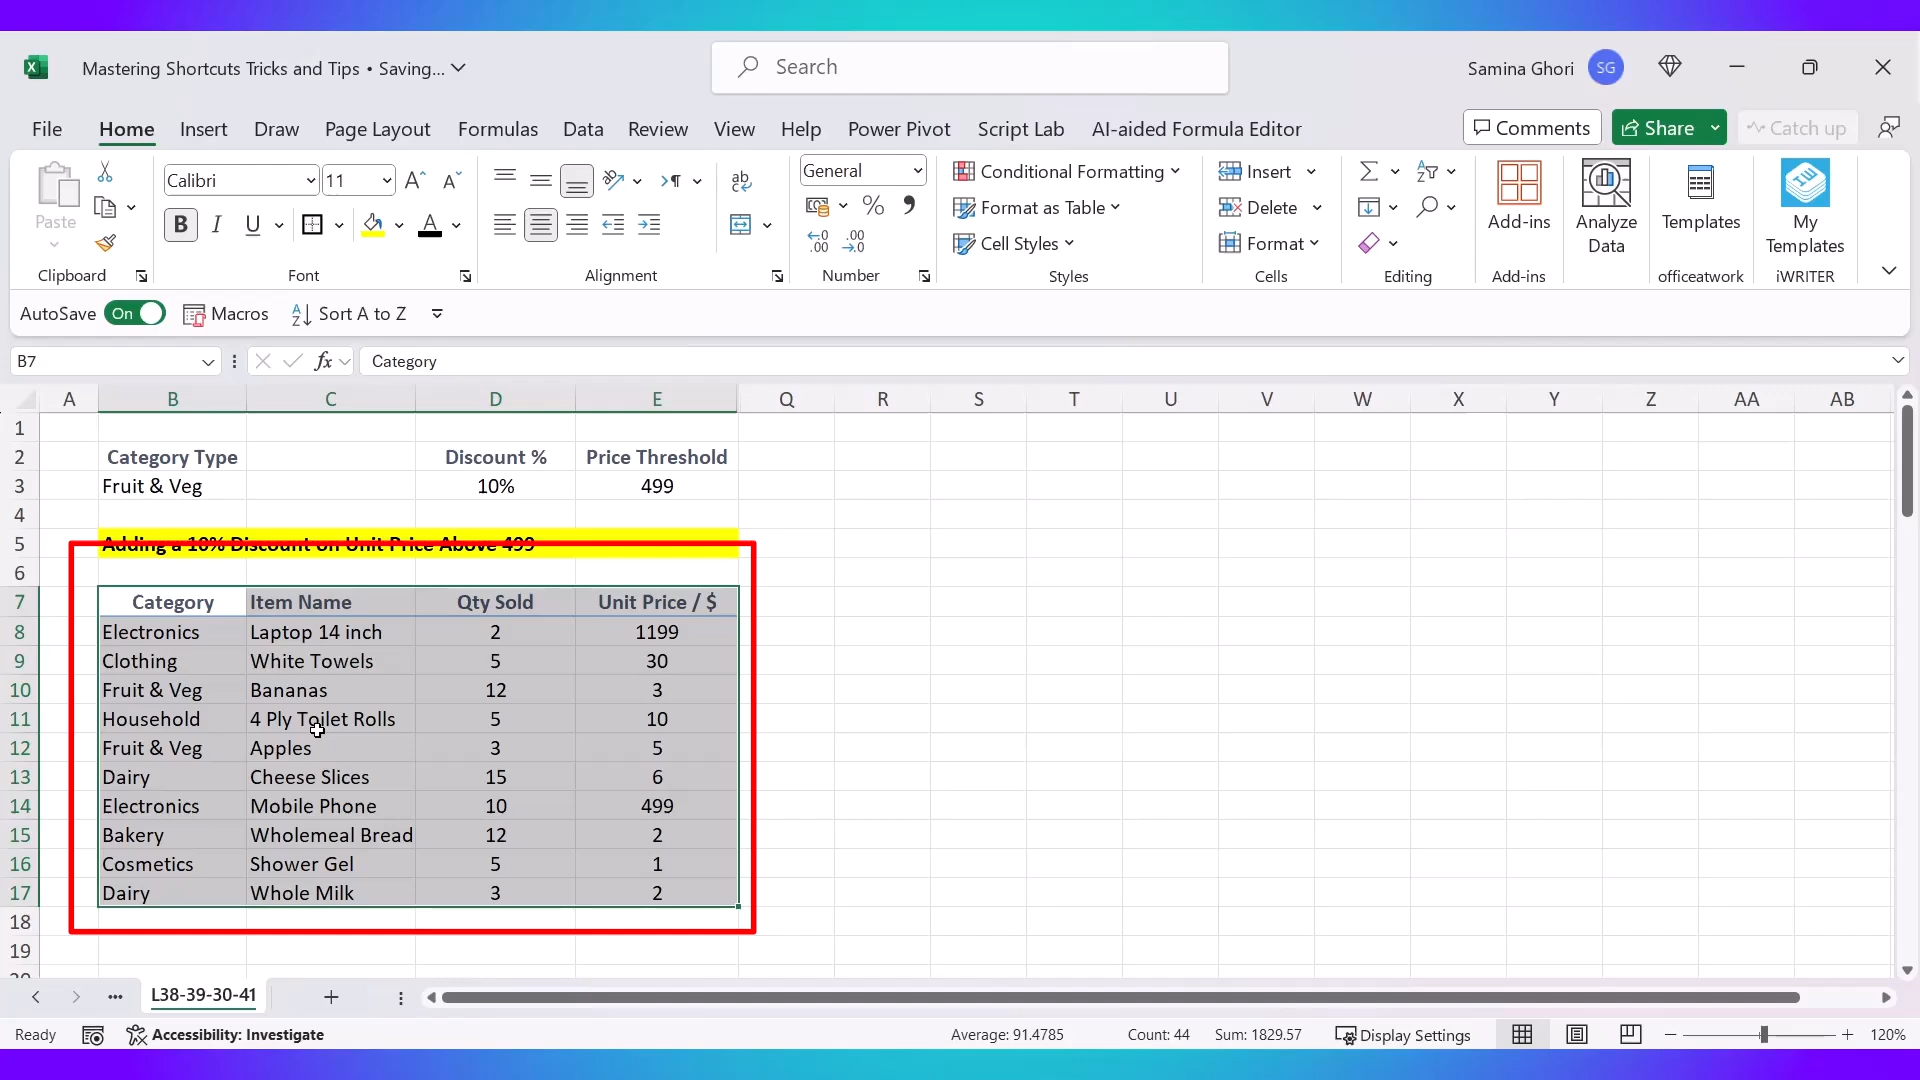 Mastering Shortcuts Tricks and Tips • Saving...
Search
Samina Ghori
SG
File Home Insert Draw Page Layout Formulas Data Review View Help Power Pivot Script Lab AI-aided Formula Editor
Comments
Share
Catch up
Paste
Clipboard
Calibri
11
B I U
A
Font
ab
Alignment
General
% 9
←0 .00
.00 →0
Number
Conditional Formatting
Format as Table
Cell Styles
Styles
Insert
Delete
Format
Cells
Editing
Add-ins
Add-ins
Analyze
Data
Templates
officeatwork
My
Templates
iWRITER
AutoSave On Macros Sort A to Z
B7
fx
Category
A B C D E Q R S T U V W X Y Z AA AB
1
2 Category Type Discount % Price Threshold
3 Fruit & Veg 10% 499
4
5 Adding a 10% Discount on Unit Price Above 499
6
7 Category Item Name Qty Sold Unit Price / $
8 Electronics Laptop 14 inch 2 1199
9 Clothing White Towels 5 30
10 Fruit & Veg Bananas 12 3
11 Household 4 Ply Toilet Rolls 5 10
12 Fruit & Veg Apples 3 5
13 Dairy Cheese Slices 15 6
14 Electronics Mobile Phone 10 499
15 Bakery Wholemeal Bread 12 2
16 Cosmetics Shower Gel 5 1
17 Dairy Whole Milk 3 2
18
19
20
L38-39-30-41
Ready Accessibility: Investigate Average: 91.4785 Count: 44 Sum: 1829.57 Display Settings 120%